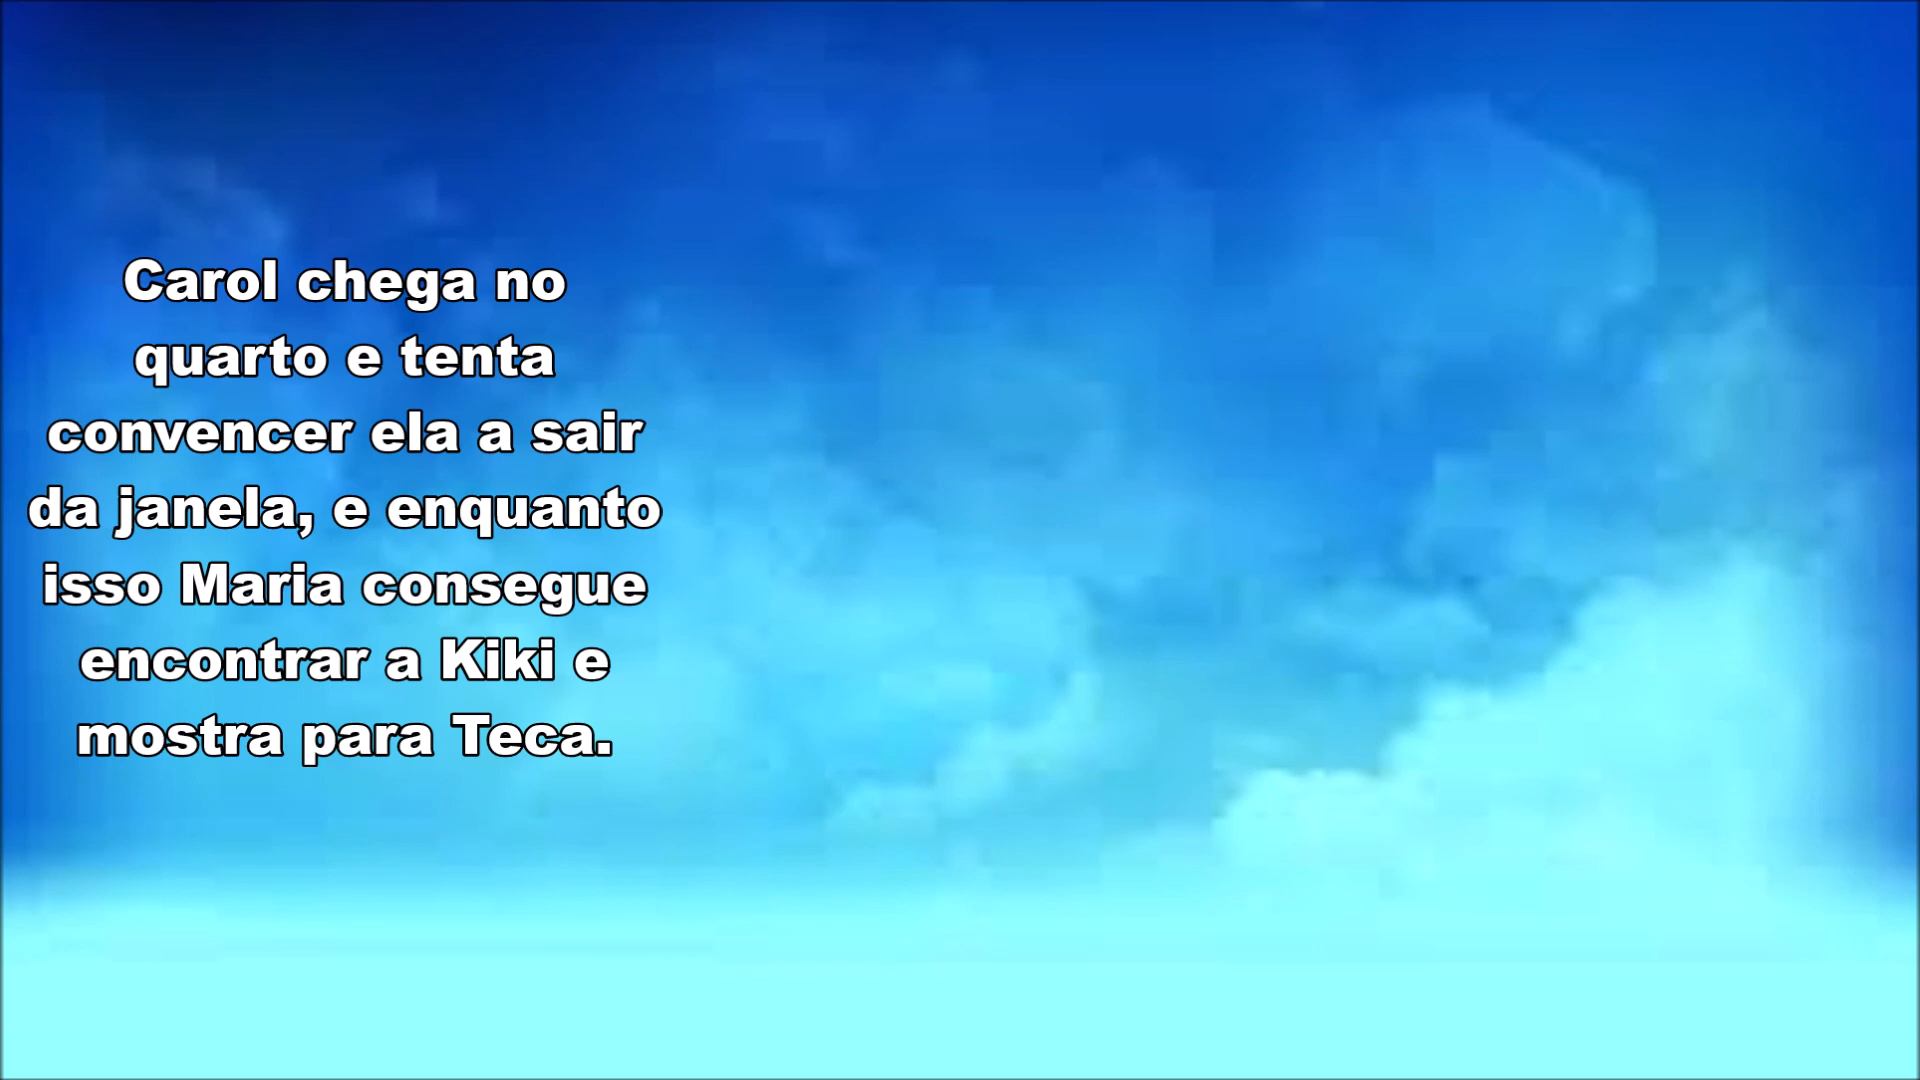 Carol chega no
quarto e tenta
convencer ela a sair
da janela, e enquanto
isso Maria consegue
encontrar a Kiki e
mostra para Teca.